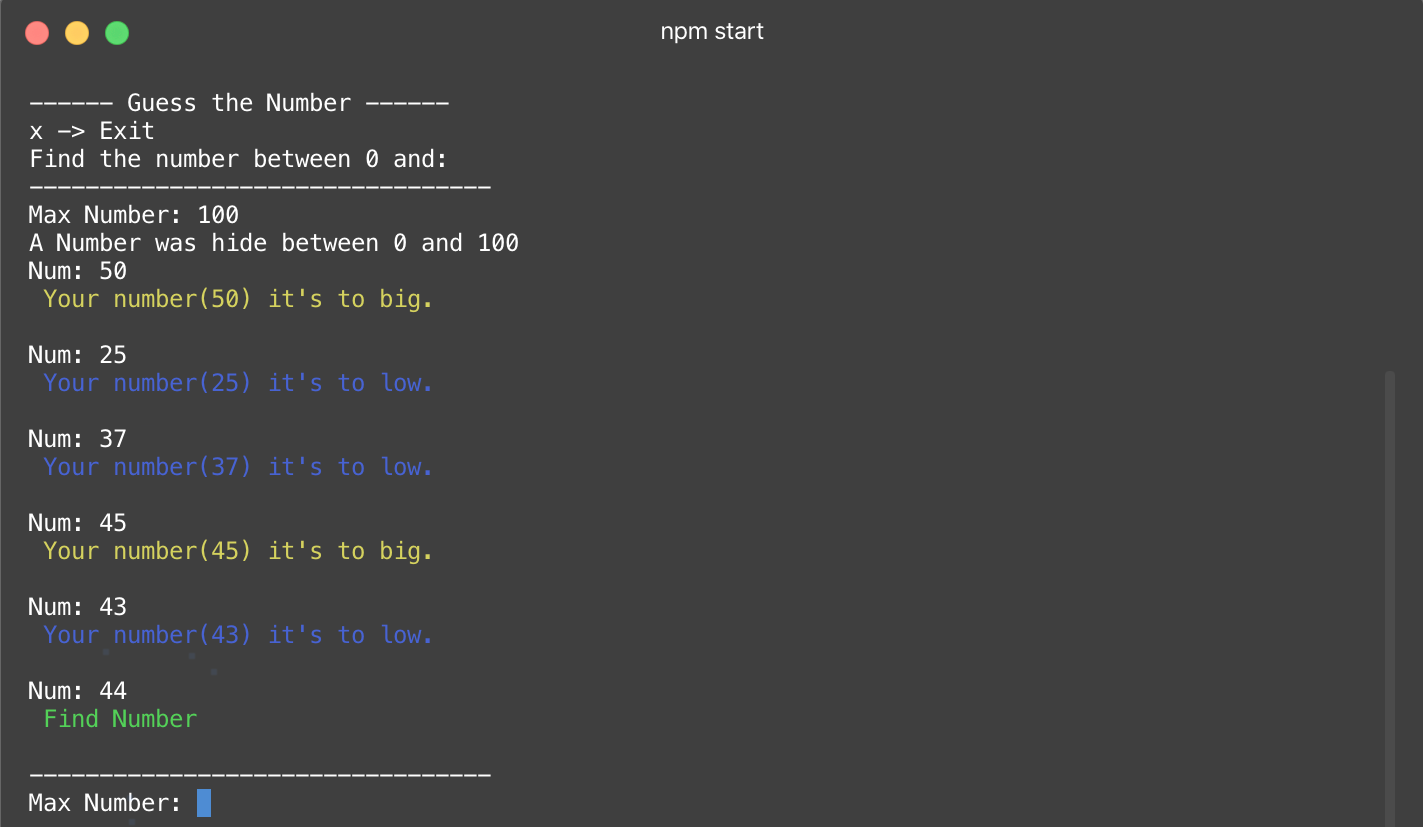 npm start
------ Guess the Number ------
x -> Exit
Find the number between 0 and:
---------------------------------
Max Number: 100
A Number was hide between 0 and 100
Num: 50
Your number(50) it's to big.
Num: 25
Your number(25) it's to low.
Num: 37
Your number(37) it's to low.
Num: 45
Your number(45) it's to big.
Num: 43
Your number(43) it's to low.
Num: 44
Find Number
---------------------------------
Max Number: